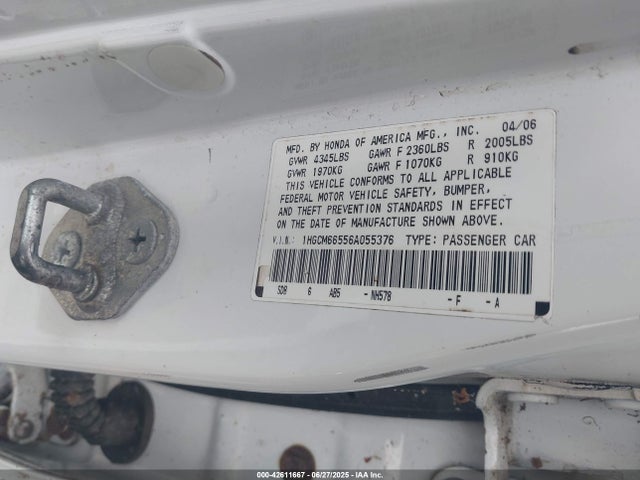 MFD. BY HONDA OF AMERICA MFG., INC. 04/06
GVWR 4345LBS GAWR F 2360LBS R 2005LBS
GVWR 1970KG GAWR F 1070KG R 910KG
THIS VEHICLE CONFORMS TO ALL APPLICABLE
FEDERAL MOTOR VEHICLE SAFETY, BUMPER,
AND THEFT PREVENTION STANDARDS IN EFFECT
ON THE DATE OF MANUFACTURE SHOWN ABOVE.
V.I.N.: 1HGCM66556A055376 TYPE: PASSENGER CAR
SDB 6 AB5 -NH578 -F -A
000-42611667 - 06/27/2025 - IAA Inc.